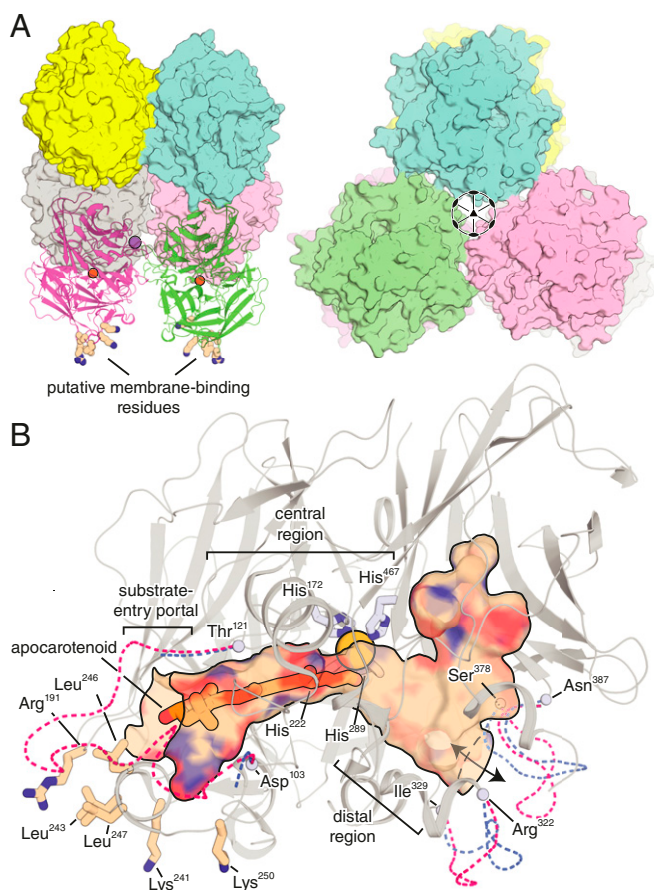 A
putative membrane-binding
residues
B
central
region
substrate-
entry portal
His172
His467
Thr121
apocarotenoid
Leu246
Arg191
Ser378
Asn387
His222
His289
Asp103
Ile329
distal
region
Arg322
Leu243
Leu247
Lys241
Lys250